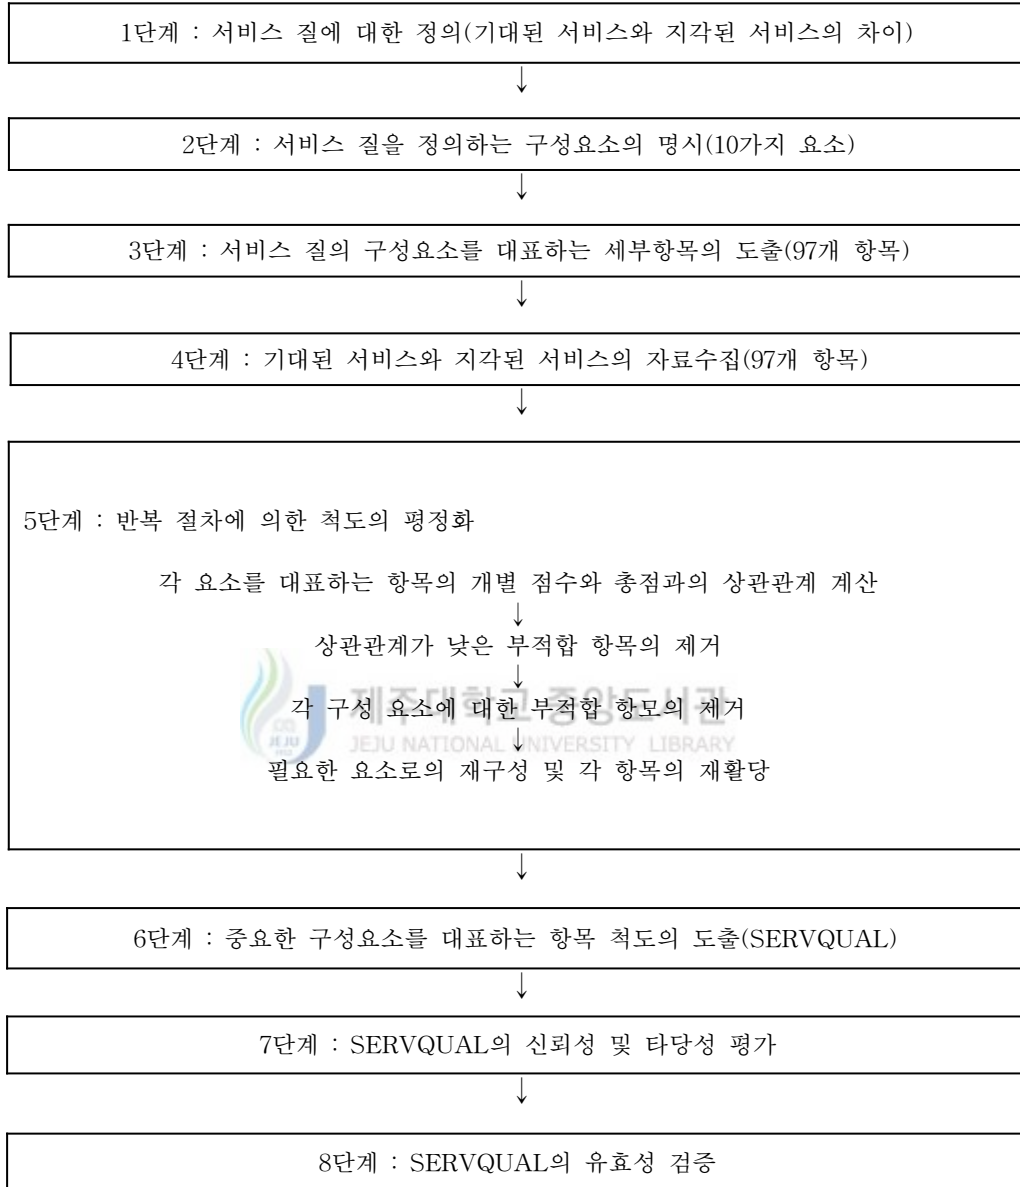 1단계 : 서비스 질에 대한 정의(기대된 서비스와 지각된 서비스의 차이)
↓
2단계 : 서비스 질을 정의하는 구성요소의 명시(10가지 요소)
↓
3단계 : 서비스 질의 구성요소를 대표하는 세부항목의 도출(97개 항목)
↓
4단계 : 기대된 서비스와 지각된 서비스의 자료수집(97개 항목)
↓
5단계 : 반복 절차에 의한 척도의 평정화
각 요소를 대표하는 항목의 개별 점수와 총점과의 상관관계 계산
↓
상관관계가 낮은 부적합 항목의 제거
↓
제주대학교 중앙도서관
각 구성 요소에 대한 부적합 항모의 제거
↓
JEJU NATIONAL UNIVERSITY LIBRARY
JEJU
1952
필요한 요소로의 재구성 및 각 항목의 재활당
↓
6단계 : 중요한 구성요소를 대표하는 항목 척도의 도출(SERVQUAL)
↓
7단계 : SERVQUAL의 신뢰성 및 타당성 평가
↓
8단계 : SERVQUAL의 유효성 검증